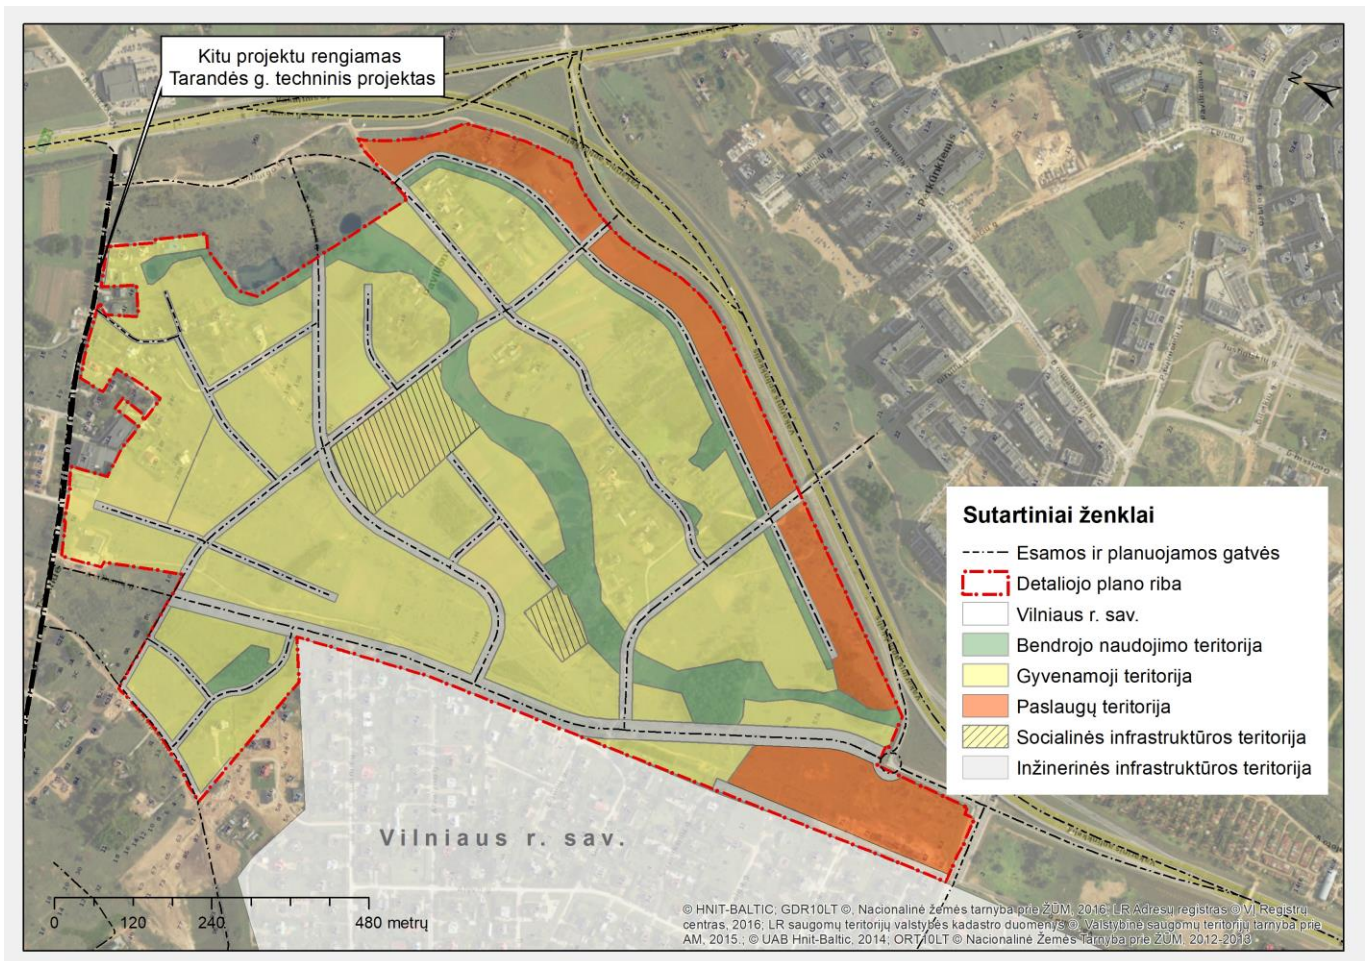 Kitu projektu rengiamas
Tarandės g. techninis projektas
N
Perkūnkiemio
Sutartiniai ženklai
Esamos ir planuojamos gatvės
Detaliojo plano riba
Vilniaus r. sav.
Bendrojo naudojimo teritorija
Gyvenamoji teritorija
Paslaugų teritorija
Socialinės infrastruktūros teritorija
Inžinerinės infrastruktūros teritorija
Vilniaus r. sav.
0 120 240 480 metrų
© HNIT-BALTIC; GDR10LT ©, Nacionalinė žemės tarnyba prie ŽŪM, 2016; LR Adresų registras © VĮ Registrų
centras, 2016; LR saugomų teritorijų valstybės kadastro duomenys ©, Valstybinė saugomų teritorijų tarnyba prie
AM, 2015.; © UAB Hnit-Baltic, 2014; ORT10LT © Nacionalinė Žemės Tarnyba prie ŽŪM, 2012-2013